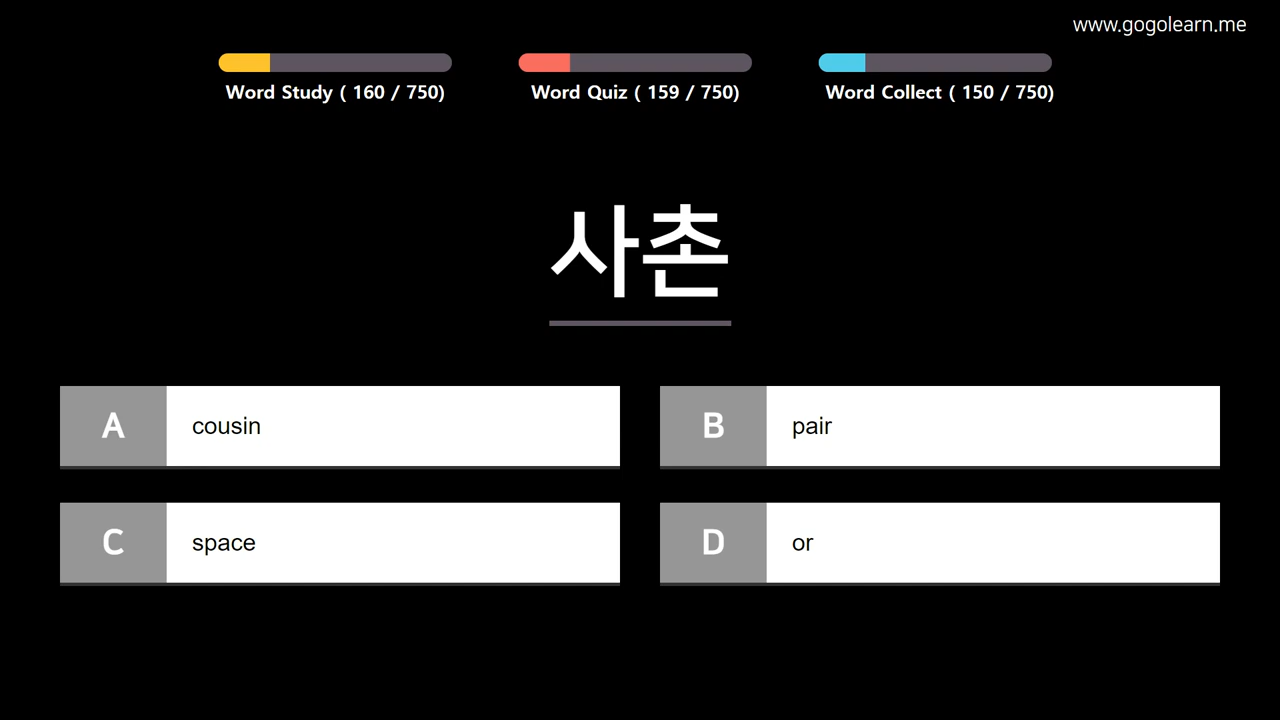 www.gogolearn.me
Word Study ( 160 / 750)
Word Quiz ( 159 / 750)
Word Collect ( 150 / 750)
사촌
A cousin
B pair
C space
D or